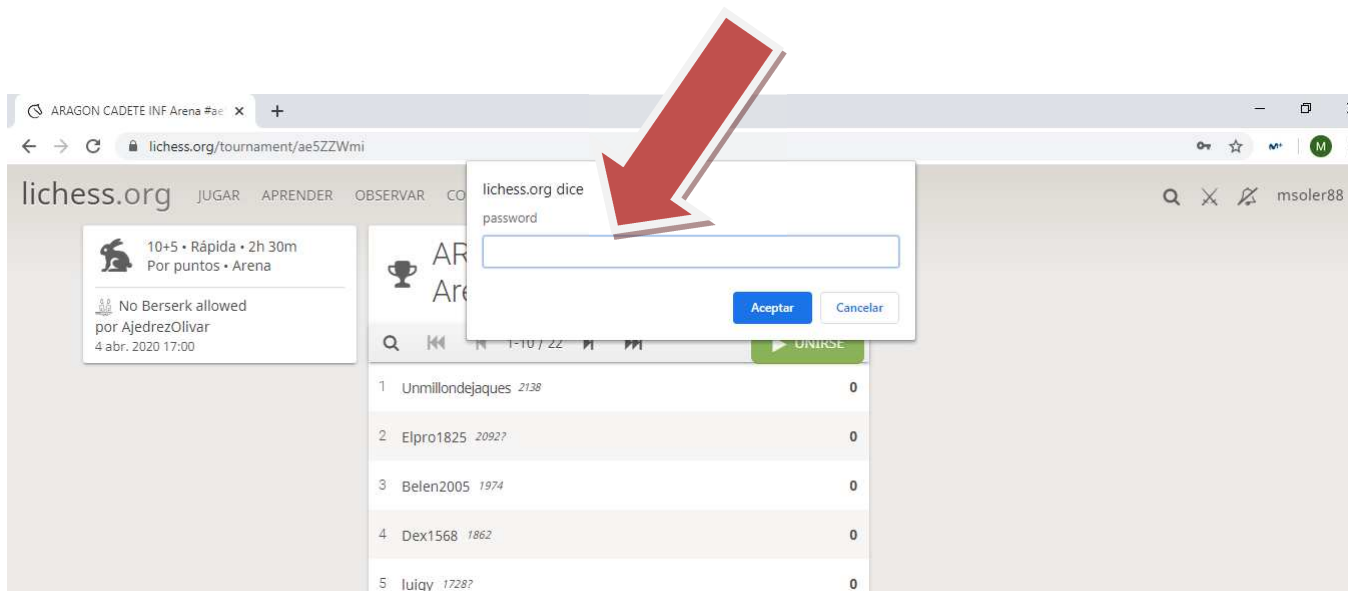 ARAGON CADETE INF Arena #ae
lichess.org/tournament/ae5ZZWmi
M
lichess.org JUGAR APRENDER OBSERVAR CO
msoler88
lichess.org dice
password
Aceptar Cancelar
10+5 • Rápida • 2h 30m
Por puntos • Arena
No Berserk allowed
por AjedrezOlivar
4 abr. 2020 17:00
AR
Are
1-10 / 22
UNIRSE
1 Unmillondejaques 2138 0
2 Elpro1825 2092? 0
3 Belen2005 1974 0
4 Dex1568 1862 0
5 luigy 1728? 0